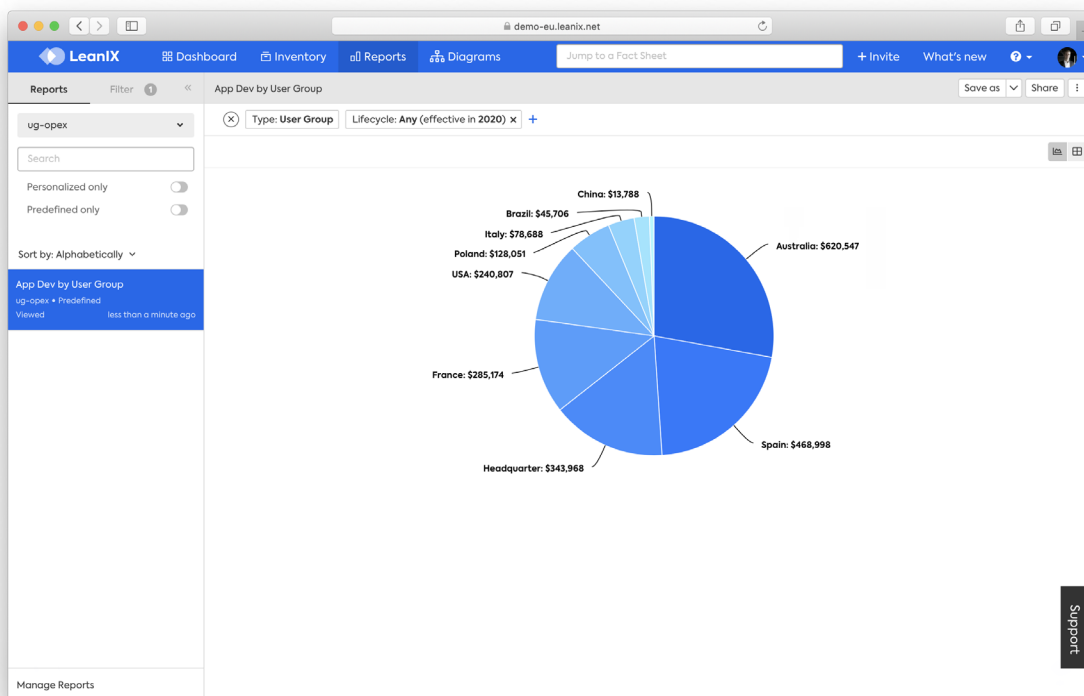 demo-eu.leanix.net
LeanIX Dashboard Inventory Reports Diagrams Jump to a Fact Sheet + Invite What's new ?
Reports Filter 1 «
App Dev by User Group
Save as Share
ug-opex
Type: User Group Lifecycle: Any (effective in 2020) × +
Search
Personalized only
Predefined only
Sort by: Alphabetically
App Dev by User Group
ug-opex • Predefined
Viewed less than a minute ago
China: $13,788
Brazil: $45,706
Italy: $78,688
Poland: $128,051
USA: $240,807
Australia: $620,547
France: $285,174
Spain: $468,998
Headquarter: $343,968
Support
Manage Reports